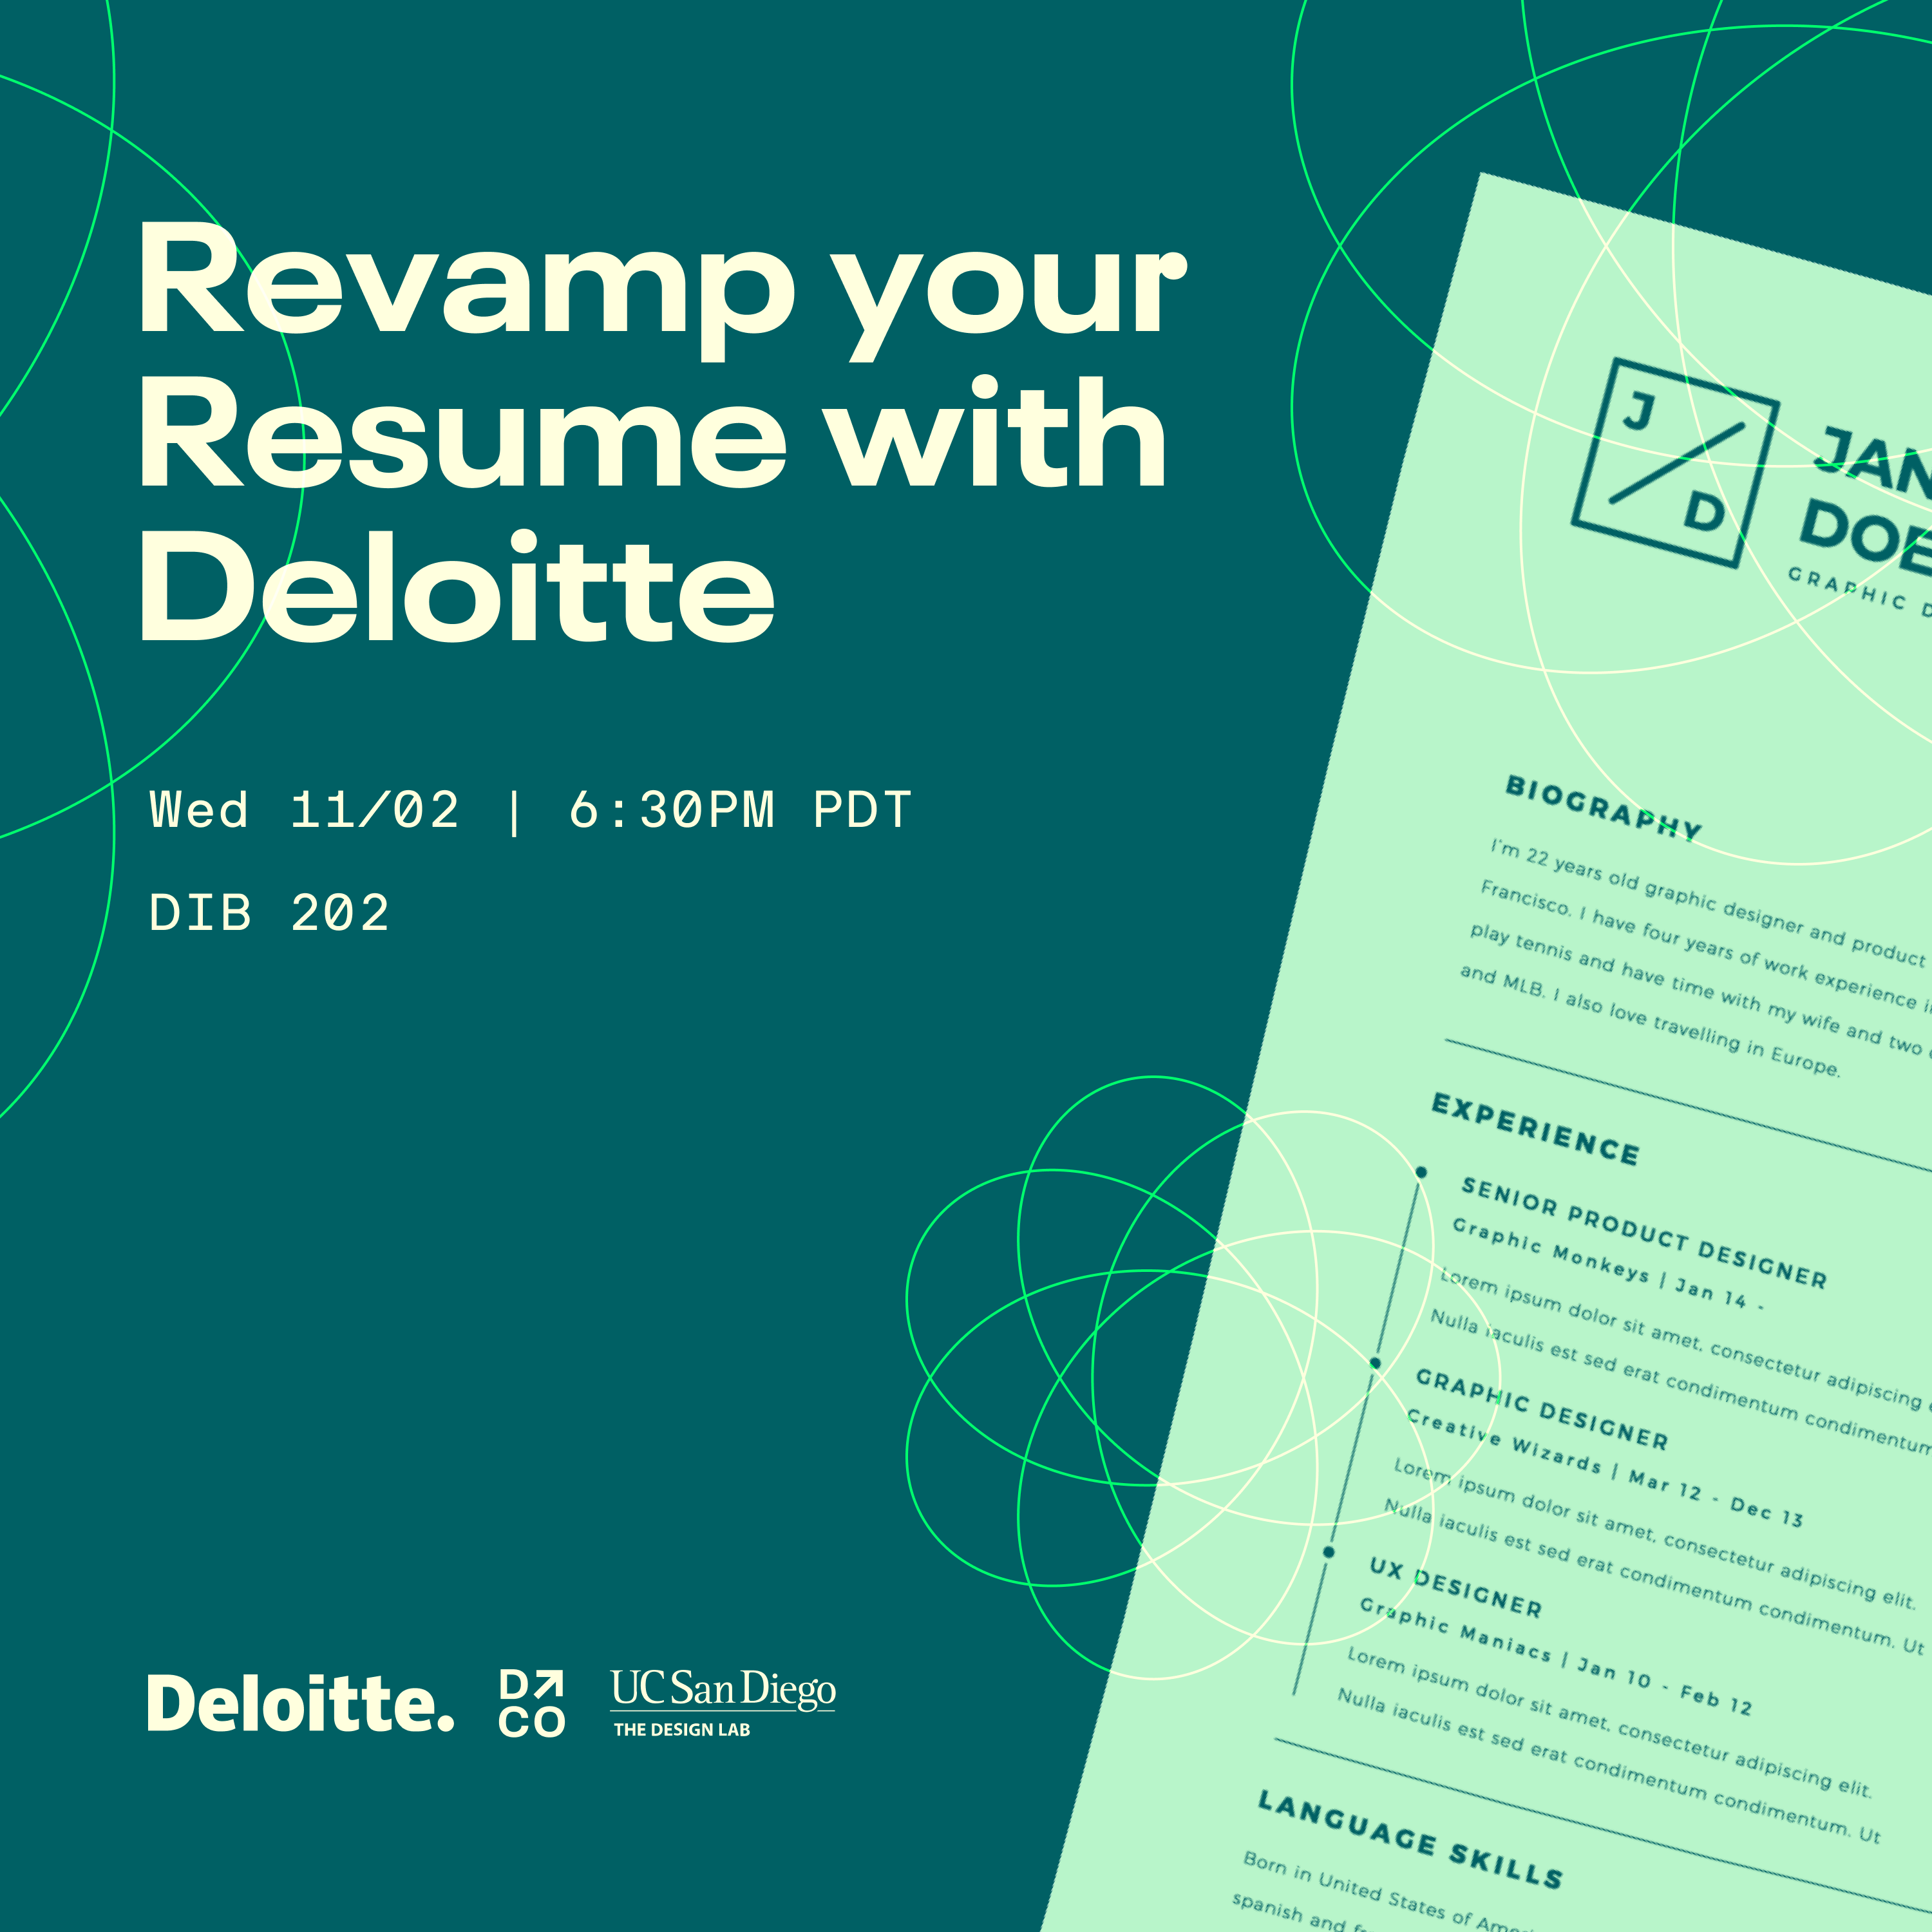 Revamp your
Resume with
Deloitte
Wed 11/02 | 6:30PM PDT
DIB 202
Deloitte.
D↗
CO
UC San Diego
THE DESIGN LAB
J
D
JAN
DOE
GRAPHIC D
BIOGRAPHY
I'm 22 years old graphic designer and product
Francisco. I have four years of work experience
play tennis and have time with my wife and two
and MLB. I also love travelling in Europe.
EXPERIENCE
SENIOR PRODUCT DESIGNER
Graphic Monkeys | Jan 14 -
Lorem ipsum dolor sit amet, consectetur adipiscing
Nulla iaculis est sed erat condimentum condimentum
GRAPHIC DESIGNER
Creative Wizards | Mar 12 - Dec 13
Lorem ipsum dolor sit amet, consectetur adipiscing elit.
Nulla iaculis est sed erat condimentum condimentum. Ut
UX DESIGNER
Graphic Maniacs | Jan 10 - Feb 12
Lorem ipsum dolor sit amet, consectetur adipiscing elit.
Nulla iaculis est sed erat condimentum condimentum. Ut
LANGUAGE SKILLS
Born in United States of Amer
spanish and